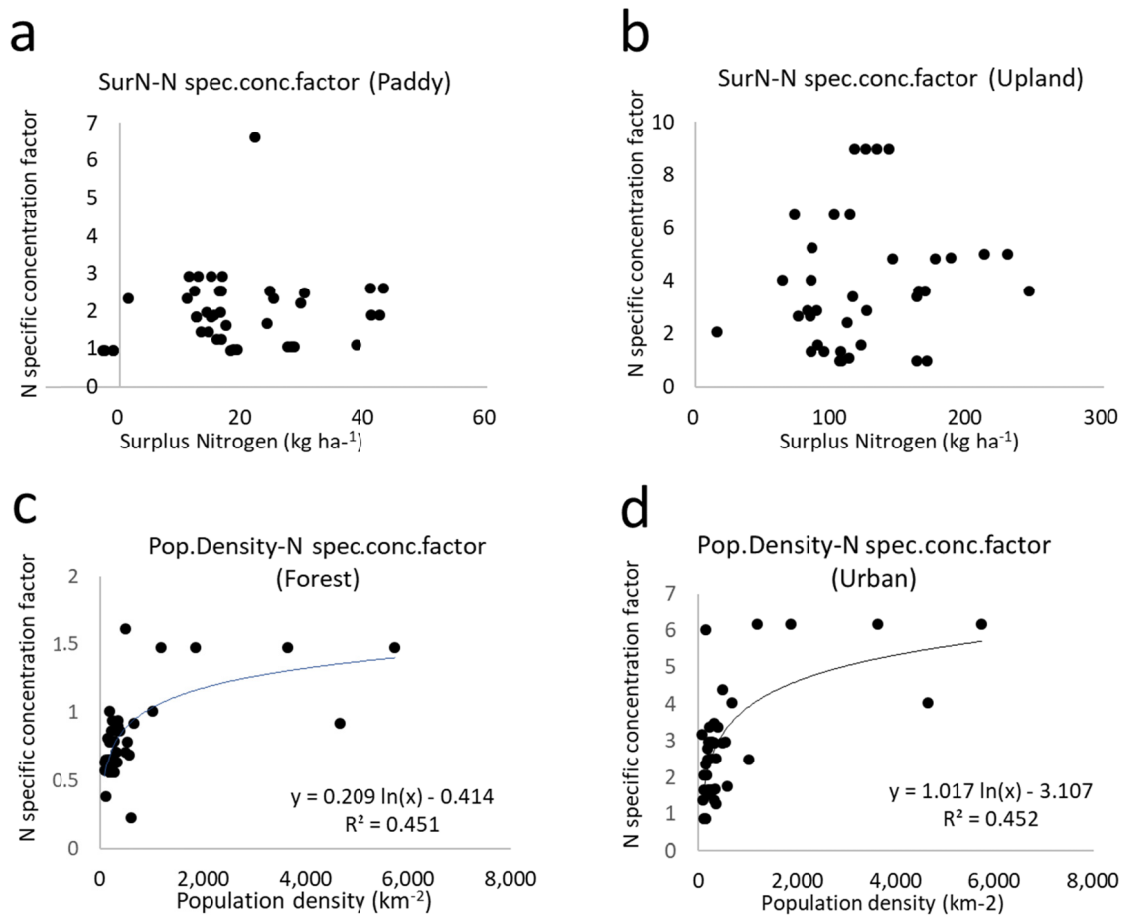 a
SurN-N spec.conc.factor (Paddy)
N specific concentration factor
7
6
5
4
3
2
1
0
0 20 40 60
Surplus Nitrogen (kg ha-1)
b
SurN-N spec.conc.factor (Upland)
N specific concentration factor
10
8
6
4
2
0
0 100 200 300
Surplus Nitrogen (kg ha-1)
c
Pop.Density-N spec.conc.factor
(Forest)
N specific concentration factor
2
1.5
1
0.5
0
y = 0.209 ln(x) - 0.414
R² = 0.451
0 2,000 4,000 6,000 8,000
Population density (km-2)
d
Pop.Density-N spec.conc.factor
(Urban)
N specific concentration factor
7
6
5
4
3
2
1
0
y = 1.017 ln(x) - 3.107
R² = 0.452
0 2,000 4,000 6,000 8,000
Population density (km-2)